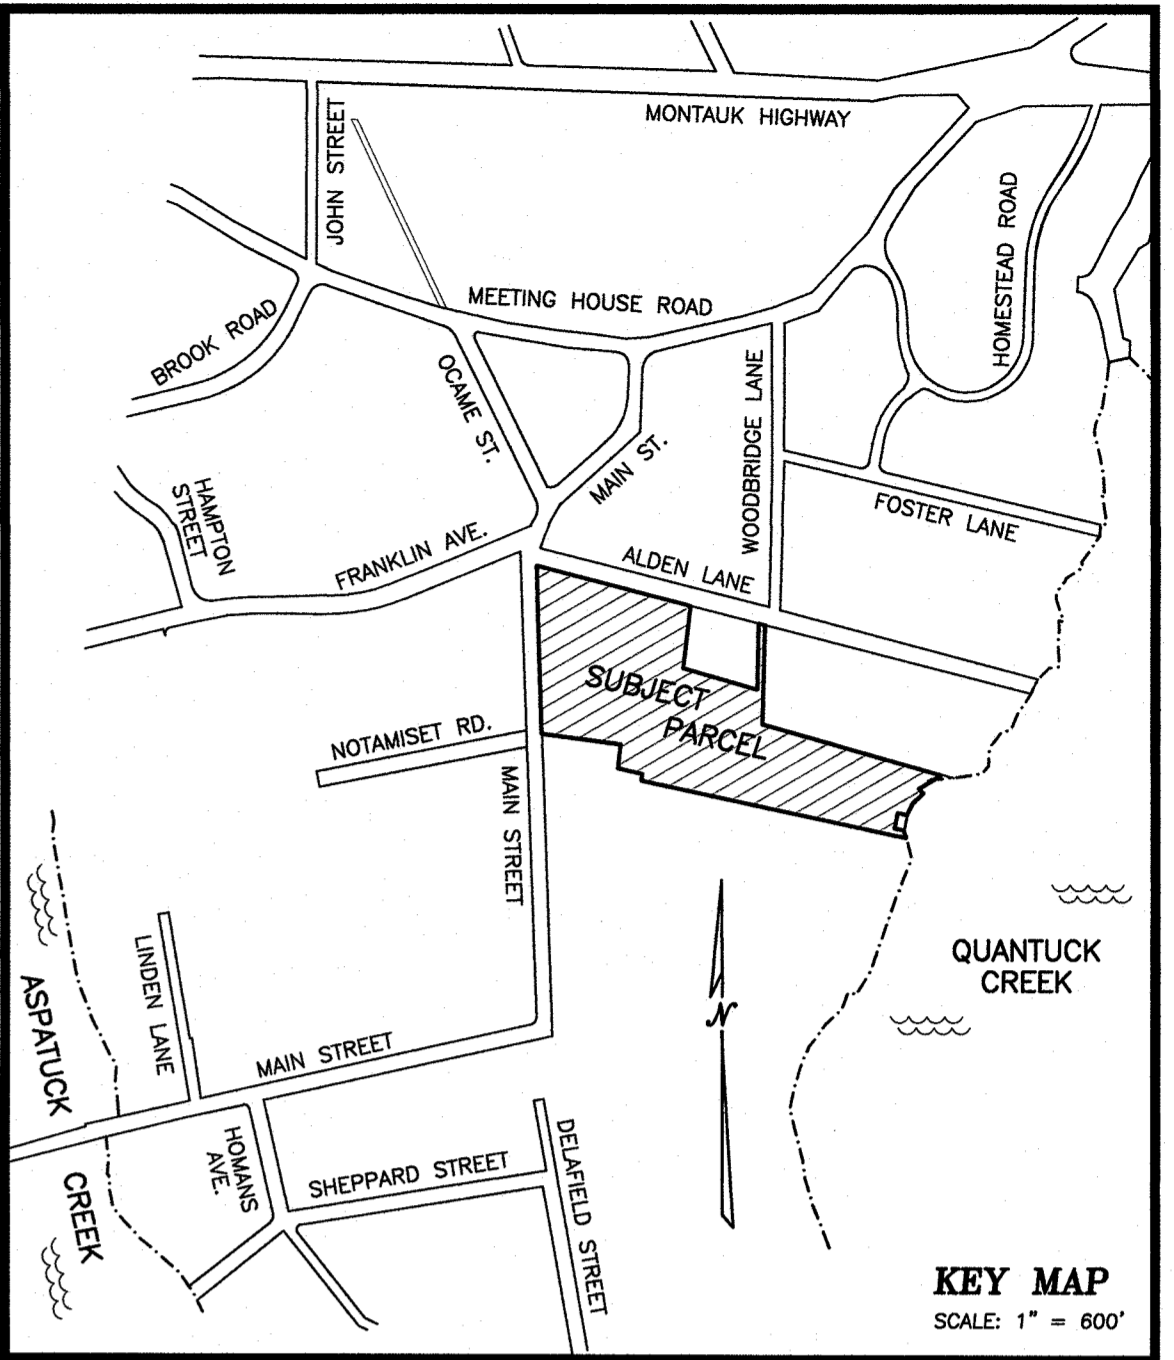 MONTAUK HIGHWAY
JOHN STREET
HOMESTEAD ROAD
MEETING HOUSE ROAD
BROOK ROAD
OCAME ST.
WOODBRIDGE LANE
MAIN ST.
HAMPTON
STREET
FOSTER LANE
FRANKLIN AVE.
ALDEN LANE
SUBJECT
PARCEL
NOTAMISET RD.
MAIN STREET
QUANTUCK
CREEK
LINDEN LANE
ASPATUCK
CREEK
N
MAIN STREET
HOMANS
AVE.
SHEPPARD STREET
DELAFIELD STREET
KEY MAP
SCALE: 1" = 600'